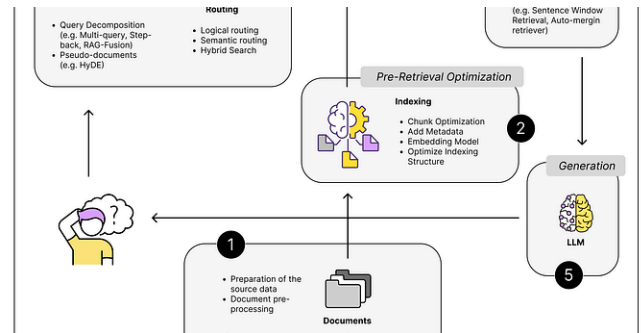 Routing
• Query Decomposition
(e.g. Multi-query, Step-
back, RAG-Fusion)
• Pseudo-documents
(e.g. HyDE)
• Logical routing
• Semantic routing
• Hybrid Search
(e.g. Sentence Window
Retrieval, Auto-margin
retriever)
Pre-Retrieval Optimization
Indexing
• Chunk Optimization
• Add Metadata
• Embedding Model
• Optimize Indexing
Structure
2
Generation
LLM
5
?
1
• Preparation of the
source data
• Document pre-
processing
Documents